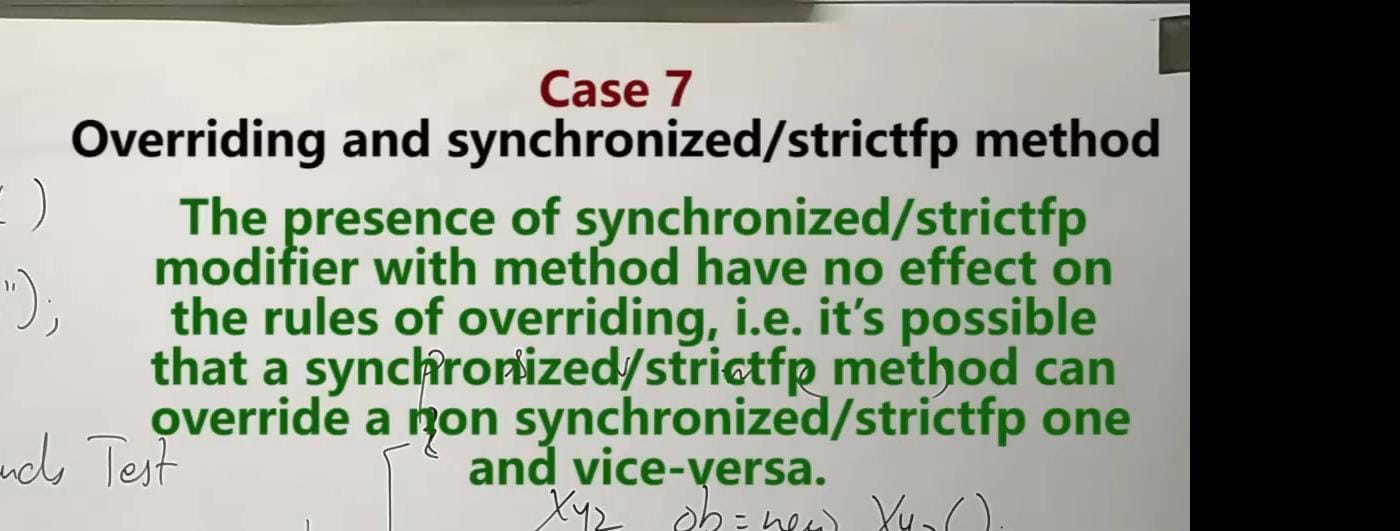 Case 7
Overriding and synchronized/strictfp method
)
The presence of synchronized/strictfp
modifier with method have no effect on
");
the rules of overriding, i.e. it's possible
that a synchronized/strictfp method can
override a non synchronized/strictfp one
Test
and vice-versa.
Xyz ob = new Xyz();